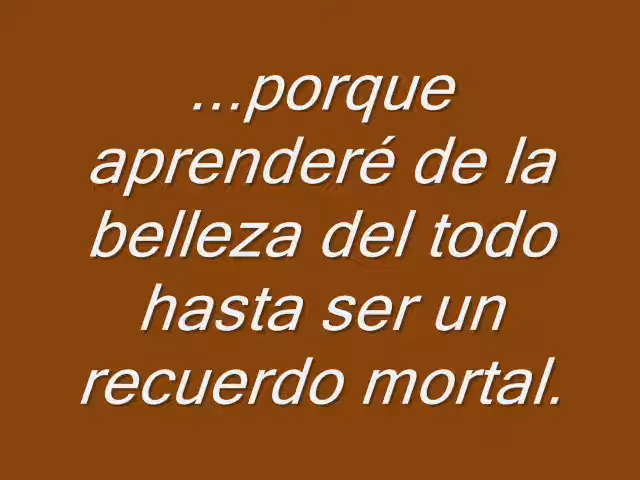 ...porque
aprenderé de la
belleza del todo
hasta ser un
recuerdo mortal.